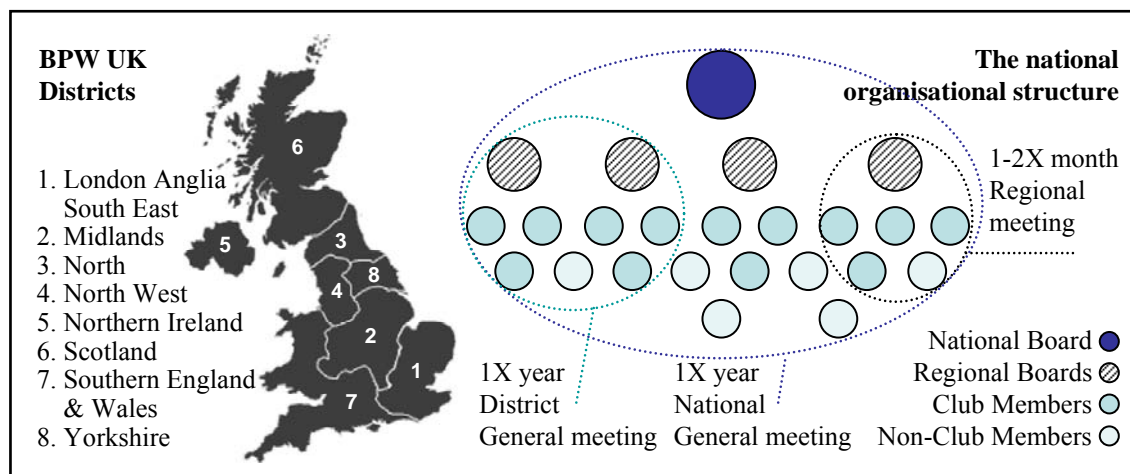 BPW UK
Districts
1. London Anglia
South East
2. Midlands
3. North
4. North West
5. Northern Ireland
6. Scotland
7. Southern England
& Wales
8. Yorkshire
6
5
3
8
4
2
1
7
The national
organisational structure
1-2X month
Regional
meeting
1X year
District
General meeting
1X year
National
General meeting
National Board
Regional Boards
Club Members
Non-Club Members